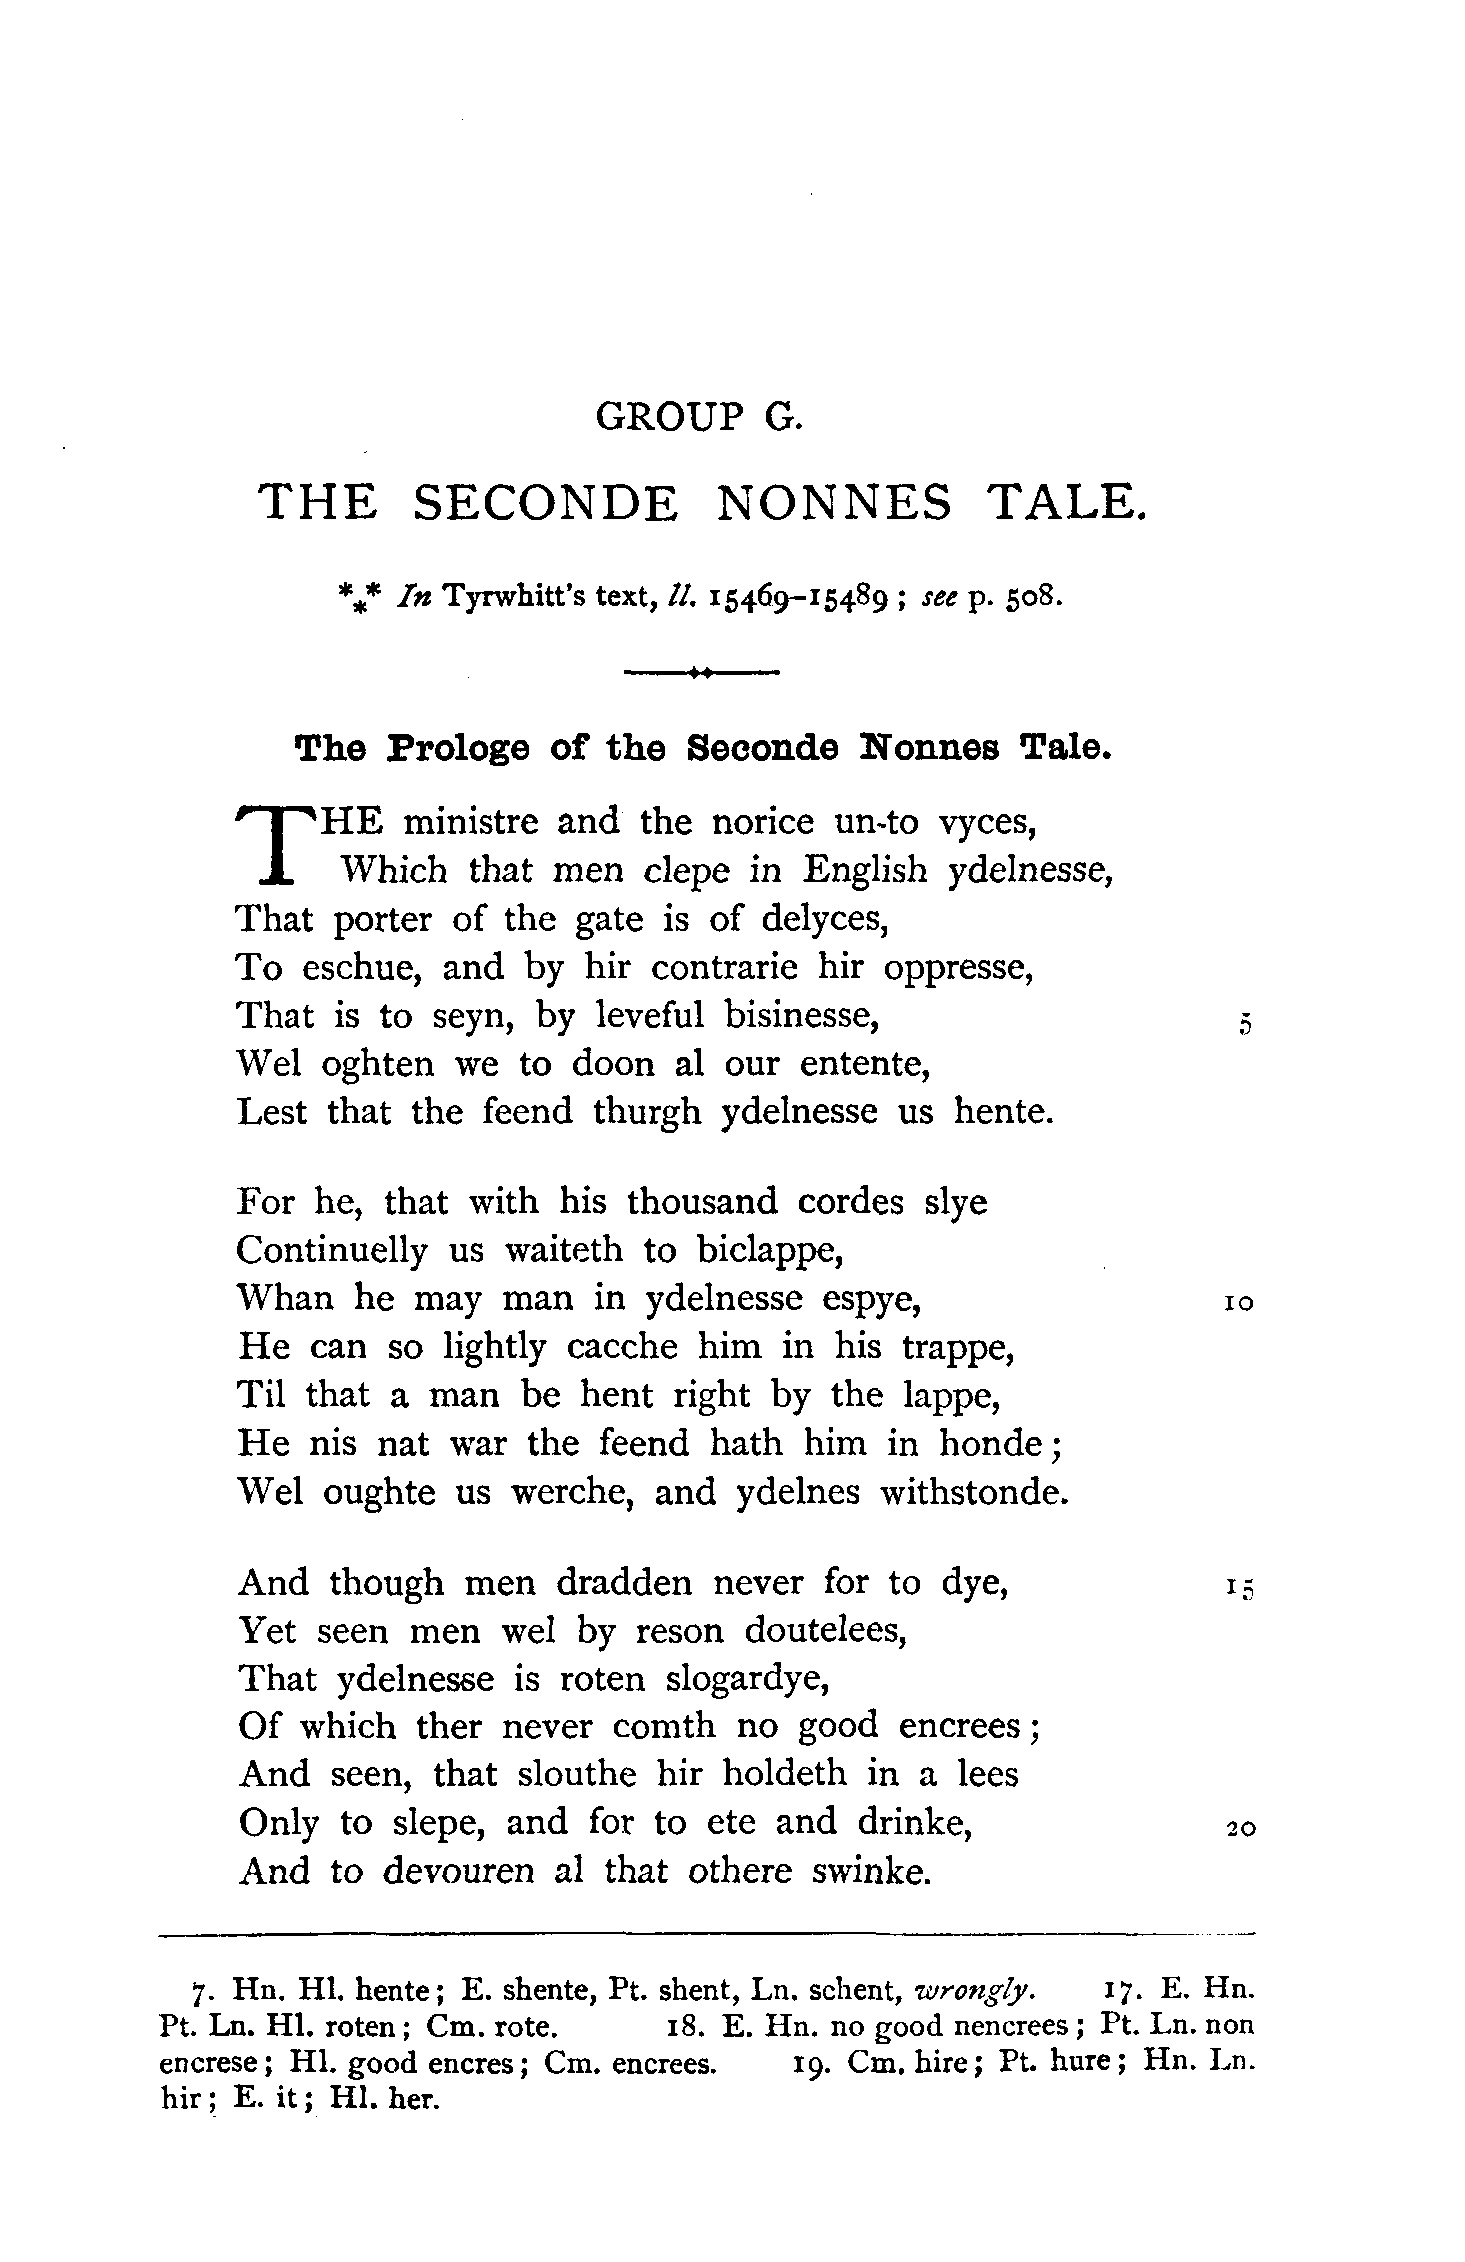 GROUP G.
THE SECONDE NONNES TALE.
*** In Tyrwhitt's text, ll. 15469–15489; see p. 508.
The Prologe of the Seconde Nonnes Tale.
THE ministre and the norice un-to vyces,
Which that men clepe in English ydelnesse,
That porter of the gate is of delyces,
To eschue, and by hir contrarie hir oppresse,
That is to seyn, by leveful bisinesse, 5
Wel oghten we to doon al our entente,
Lest that the feend thurgh ydelnesse us hente.
For he, that with his thousand cordes slye
Continuelly us waiteth to biclappe,
Whan he may man in ydelnesse espye, 10
He can so lightly cacche him in his trappe,
Til that a man be hent right by the lappe,
He nis nat war the feend hath him in honde;
Wel oughte us werche, and ydelnes withstonde.
And though men dradden never for to dye, 15
Yet seen men wel by reson doutelees,
That ydelnesse is roten slogardye,
Of which ther never comth no good encrees;
And seen, that slouthe hir holdeth in a lees
Only to slepe, and for to ete and drinke, 20
And to devouren al that othere swinke.
7. Hn. Hl. hente; E. shente, Pt. shent, Ln. schent, wrongly. 17. E. Hn.
Pt. Ln. Hl. roten; Cm. rote. 18. E. Hn. no good nencrees; Pt. Ln. non
encrese; Hl. good encres; Cm. encrees. 19. Cm. hire; Pt. hure; Hn. Ln.
hir; E. it; Hl. her.